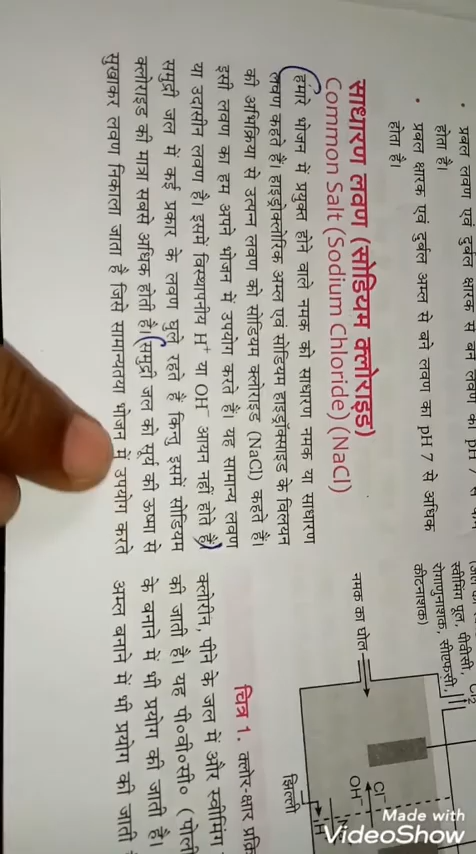 प्रबल लवण एवं दुर्बल क्षारक से बने लवण का pH 7 से कम
होता है।
प्रबल क्षारक एवं दुर्बल अम्ल से बने लवण का pH 7 से अधिक
होता है।
साधारण लवण (सोडियम क्लोराइड)
Common Salt (Sodium Chloride) (NaCl)
हमारे भोजन में प्रयुक्त होने वाले नमक को साधारण नमक या साधारण
लवण कहते हैं। हाइड्रोक्लोरिक अम्ल एवं सोडियम हाइड्रॉक्साइड के विलयन
की अभिक्रिया से उत्पन्न लवण को सोडियम क्लोराइड (NaCl) कहते हैं।
इसी लवण का हम अपने भोजन में उपयोग करते हैं। यह सामान्य लवण
या उदासीन लवण है। इसमें विस्थापनीय H⁺ या OH⁻ आयन नहीं होते हैं।
समुद्री जल में कई प्रकार के लवण घुले रहते हैं किन्तु इसमें सोडियम
क्लोराइड की मात्रा सबसे अधिक होती है। समुद्री जल को सूर्य की ऊष्मा से
सुखाकर लवण निकाला जाता है जिसे सामान्यतया भोजन में उपयोग करते
Cl₂
स्वीमिंग पूल, पीवीसी,
रोगाणुनाशक, सीएफसी,
कीटनाशक)
नमक का घोल
Cl⁻
OH⁻
झिल्ली
चित्र 1. क्लोर-क्षार
क्लोरीन, पीने के जल में और स्वीमिंग
की जाती है। यह पी०वी०सी०
के बनाने में भी प्रयोग की जाती है।
अम्ल बनाने में भी प्रयोग की जाती
Made with
VideoShow